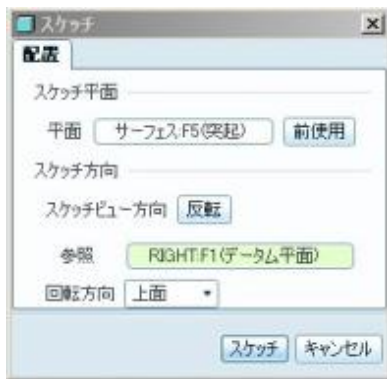 スケッチ
配置
スケッチ平面
平面 サーフェス:F5(突起) 前使用
スケッチ方向
スケッチビュー方向 反転
参照 RIGHT:F1(データム平面)
回転方向 上面
スケッチ キャンセル